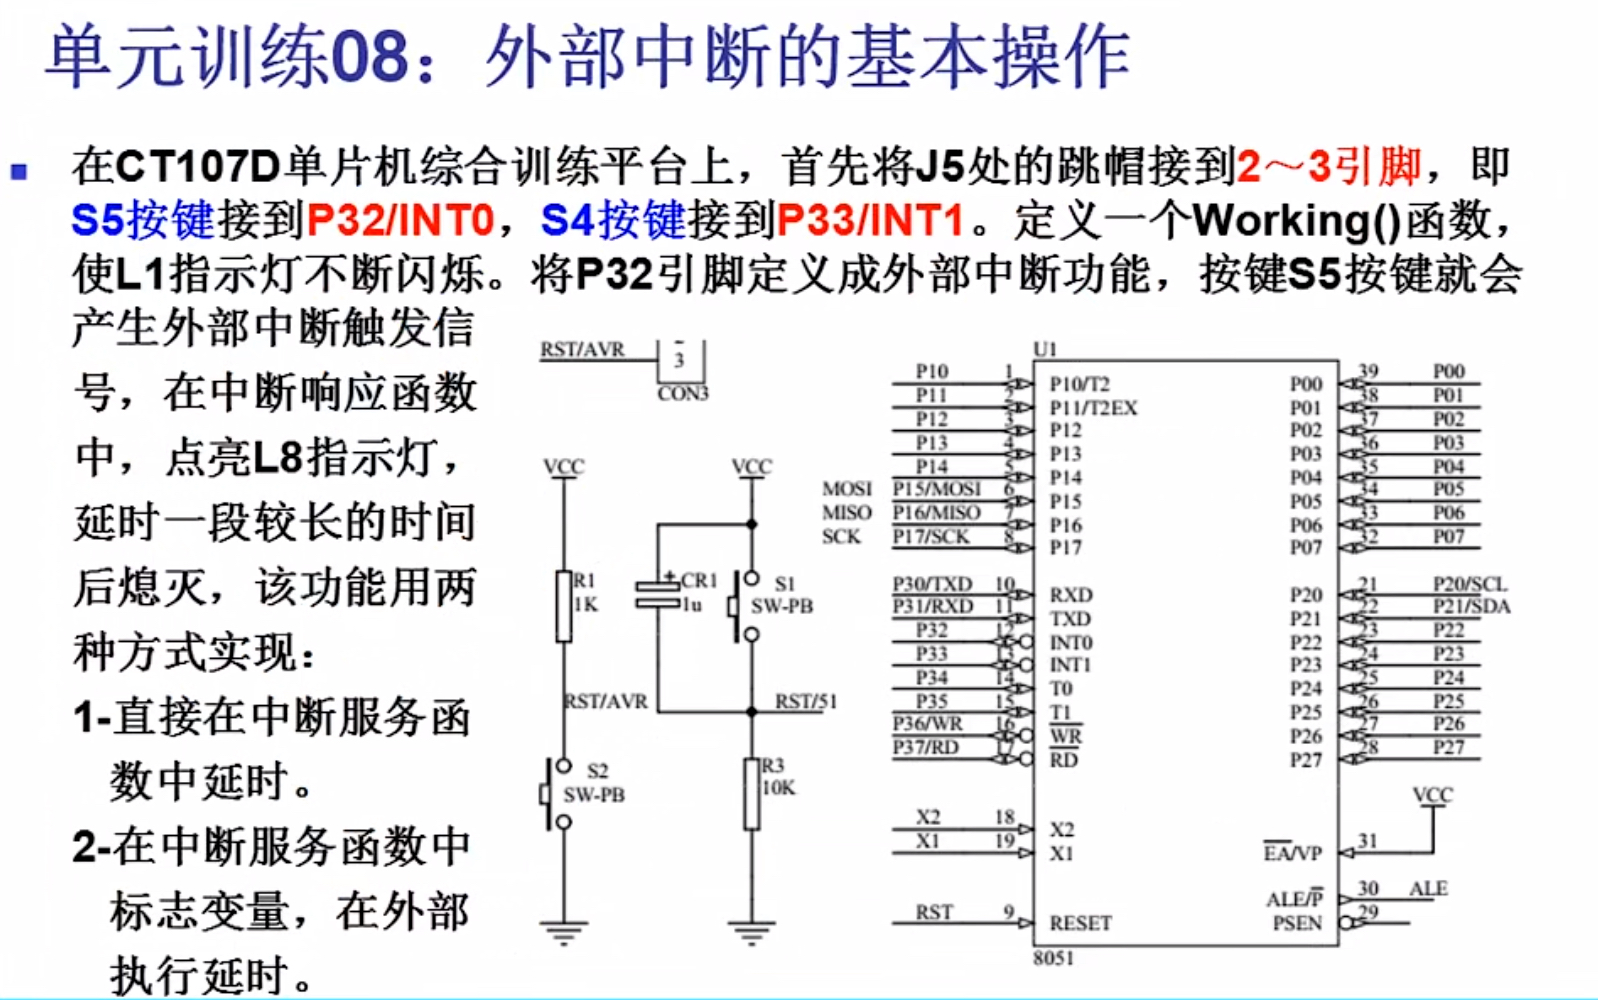 单元训练08：外部中断的基本操作
在CT107D单片机综合训练平台上，首先将J5处的跳帽接到2～3引脚，即
S5按键接到P32/INT0，S4按键接到P33/INT1。定义一个Working()函数，
使L1指示灯不断闪烁。将P32引脚定义成外部中断功能，按键S5按键就会
产生外部中断触发信
号，在中断响应函数
中，点亮L8指示灯，
延时一段较长的时间
后熄灭，该功能用两
种方式实现：
1-直接在中断服务函
数中延时。
2-在中断服务函数中
标志变量，在外部
执行延时。
RST/AVR
3
CON3
VCC
VCC
R1
1K
CR1
1u
S1
SW-PB
RST/AVR
RST/51
S2
SW-PB
R3
10K
U1
P10 1 P10/T2 P00 39 P00
P11 2 P11/T2EX P01 38 P01
P12 3 P12 P02 37 P02
P13 4 P13 P03 36 P03
P14 5 P14 P04 35 P04
MOSI P15/MOSI 6 P15 P05 34 P05
MISO P16/MISO 7 P16 P06 33 P06
SCK P17/SCK 8 P17 P07 32 P07
P30/TXD 10 RXD P20 21 P20/SCL
P31/RXD 11 TXD P21 22 P21/SDA
P32 12 INT0 P22 23 P22
P33 13 INT1 P23 24 P23
P34 14 T0 P24 25 P24
P35 15 T1 P25 26 P25
P36/WR 16 WR P26 27 P26
P37/RD 17 RD P27 28 P27
VCC
X2 18 X2
X1 19 X1 EA/VP 31
ALE/P 30 ALE
RST 9 RESET PSEN 29
8051